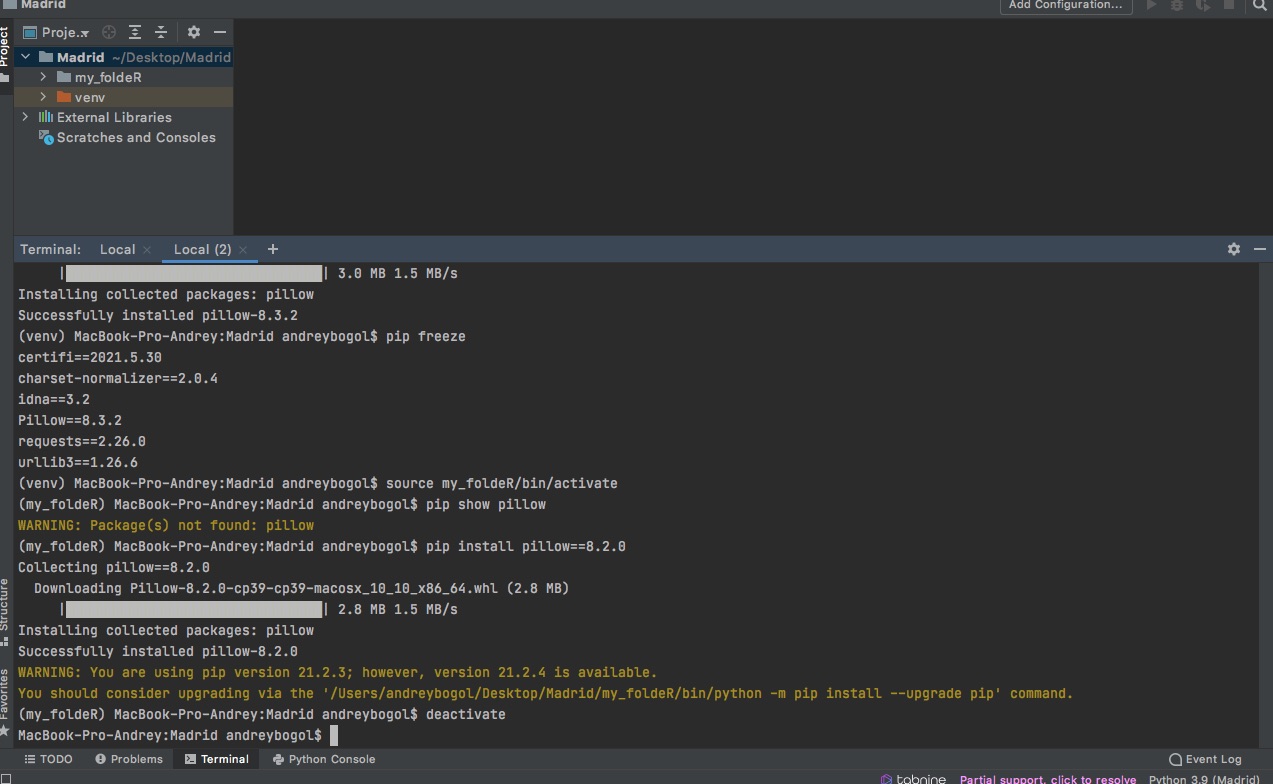 Madrid
Add Configuration...
Project
Proje..
Madrid ~/Desktop/Madrid
my_foldeR
venv
External Libraries
Scratches and Consoles
Terminal: Local Local (2)
3.0 MB 1.5 MB/s
Installing collected packages: pillow
Successfully installed pillow-8.3.2
(venv) MacBook-Pro-Andrey:Madrid andreybogol$ pip freeze
certifi==2021.5.30
charset-normalizer==2.0.4
idna==3.2
Pillow==8.3.2
requests==2.26.0
urllib3==1.26.6
(venv) MacBook-Pro-Andrey:Madrid andreybogol$ source my_foldeR/bin/activate
(my_foldeR) MacBook-Pro-Andrey:Madrid andreybogol$ pip show pillow
WARNING: Package(s) not found: pillow
(my_foldeR) MacBook-Pro-Andrey:Madrid andreybogol$ pip install pillow==8.2.0
Collecting pillow==8.2.0
Downloading Pillow-8.2.0-cp39-cp39-macosx_10_10_x86_64.whl (2.8 MB)
2.8 MB 1.5 MB/s
Installing collected packages: pillow
Successfully installed pillow-8.2.0
WARNING: You are using pip version 21.2.3; however, version 21.2.4 is available.
You should consider upgrading via the '/Users/andreybogol/Desktop/Madrid/my_foldeR/bin/python -m pip install --upgrade pip' command.
(my_foldeR) MacBook-Pro-Andrey:Madrid andreybogol$ deactivate
MacBook-Pro-Andrey:Madrid andreybogol$
Structure
Favorites
TODO Problems Terminal Python Console Event Log
tabnine Partial support, click to resolve Python 3.9 (Madrid)